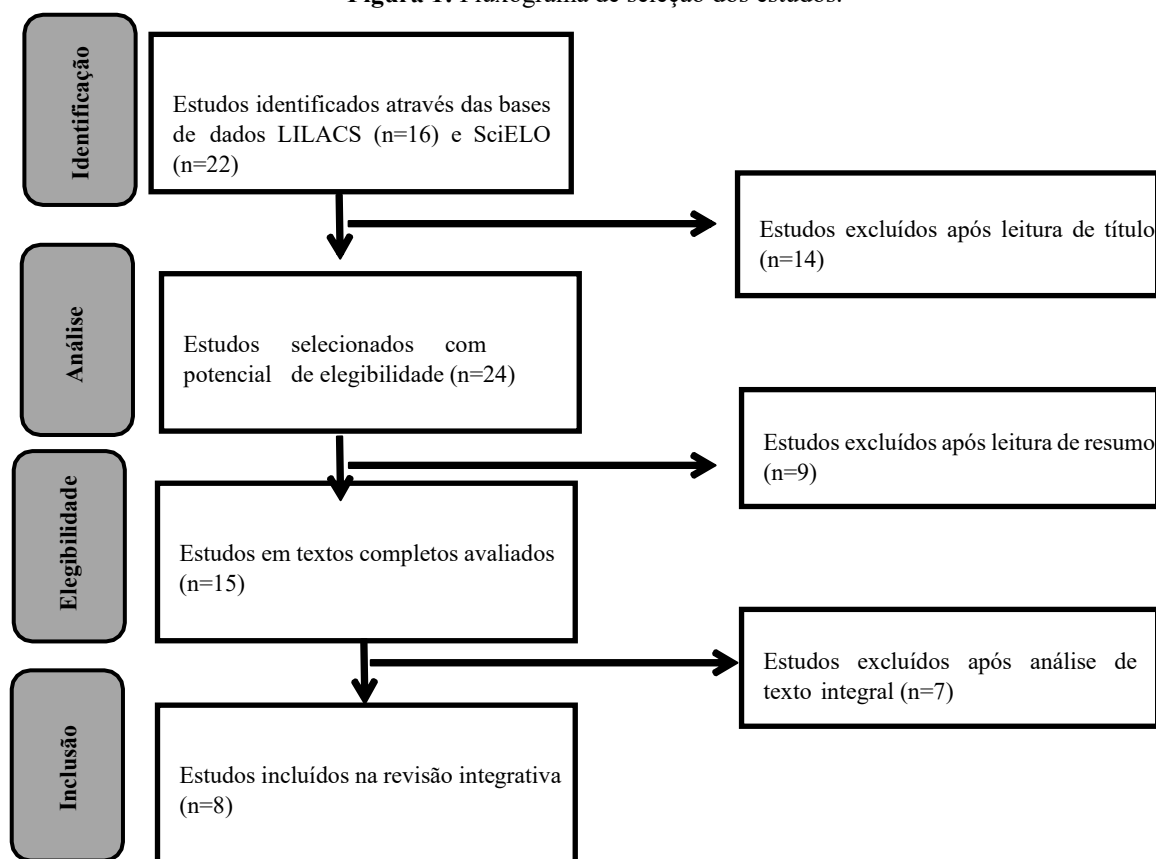 Figura 1. Fluxograma de seleção dos estudos.
Identificação
Estudos identificados através das bases
de dados LILACS (n=16) e SciELO
(n=22)
Estudos excluídos após leitura de título
(n=14)
Análise
Estudos selecionados com
potencial de elegibilidade (n=24)
Estudos excluídos após leitura de resumo
(n=9)
Elegibilidade
Estudos em textos completos avaliados
(n=15)
Estudos excluídos após análise de
texto integral (n=7)
Inclusão
Estudos incluídos na revisão integrativa
(n=8)